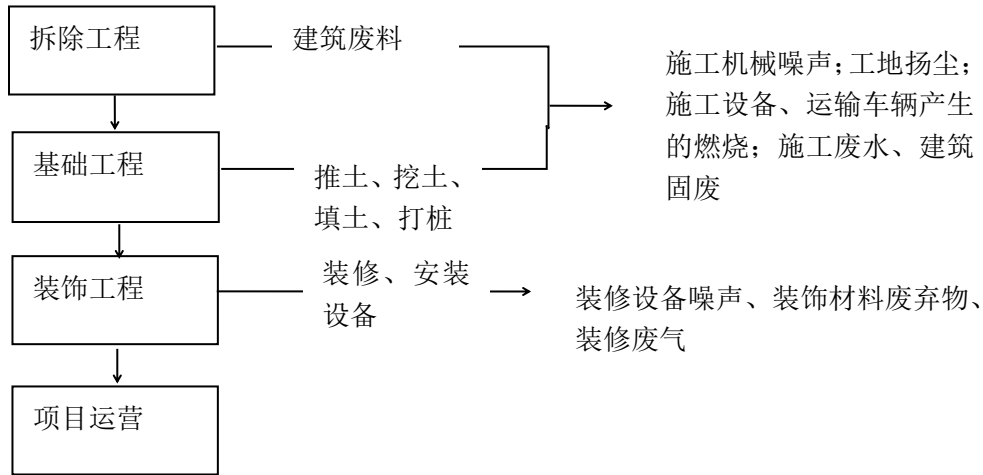 拆除工程
建筑废料
施工机械噪声；工地扬尘；
施工设备、运输车辆产生
的燃烧；施工废水、建筑
固废
基础工程
推土、挖土、
填土、打桩
装饰工程
装修、安装
设备
装修设备噪声、装饰材料废弃物、
装修废气
项目运营